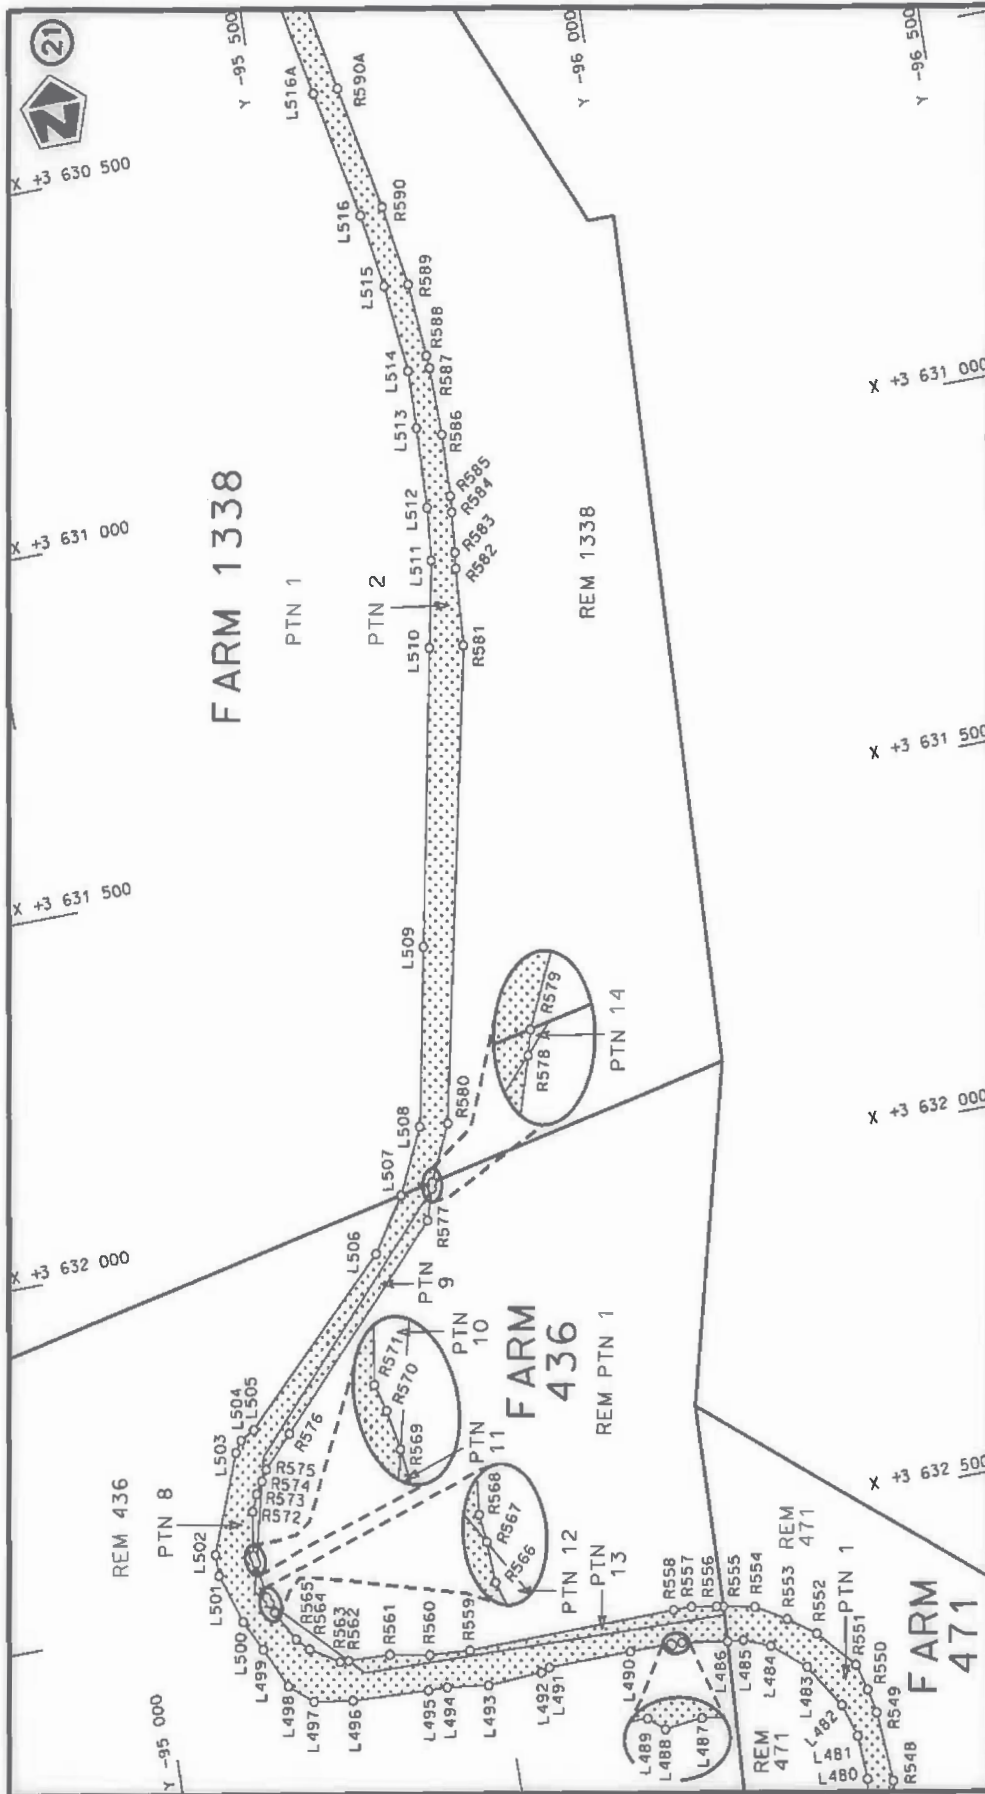 21
N
Y -95 500
Y -96 000
Y -96 500
X +3 630 500
X +3 631 000
X +3 631 500
X +3 632 000
Y -95 000
X +3 631 000
X +3 631 500
X +3 632 000
X +3 632 500
FARM 1338
PTN 1
PTN 2
REM 1338
L516A
R590A
L516
R590
L515
R589
L514
R588
R587
L513
R586
L512
R585
R584
L511
R583
R582
L510
R581
L509
L508
R580
L507
R577
L506
R578
R579
PTN 14
PTN
9
PTN
10
R571
R570
R569
PTN
11
R568
R567
R566
PTN 12
PTN
13
FARM
436
REM PTN 1
REM 436
PTN 8
L505
L504
L503
L502
L501
L500
L499
L498
L497
L496
L495
L494
L493
L492
L491
L490
L489
L488
L487
L486
L485
L484
L483
L482
L481
L480
R576
R575
R574
R573
R572
R565
R564
R563
R562
R561
R560
R559
R558
R557
R556
R555
R554
R553
R552
R551
R550
R549
R548
REM
471
REM
471
PTN 1
FARM
471